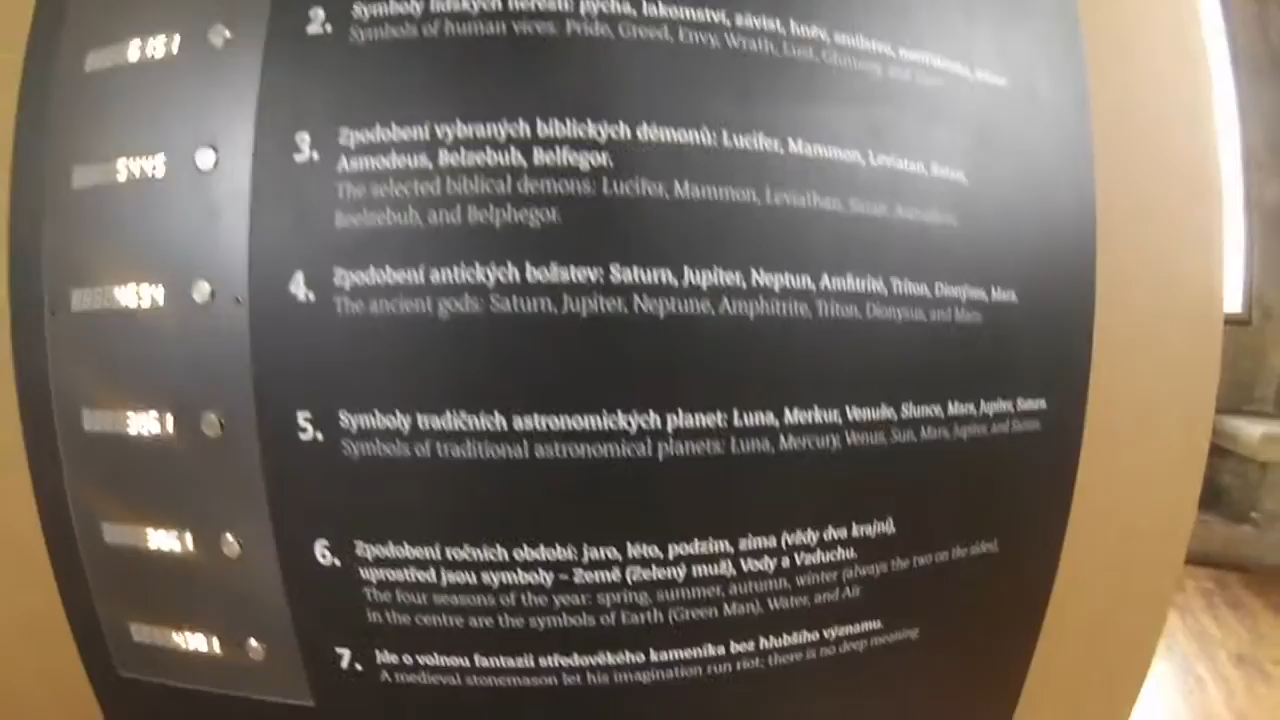 6151
2. Symboly lidských neřestí: pýcha, lakomství, závist, hněv, smilstvo,
Symbols of human vices: Pride, Greed, Envy, Wrath, Lust, Gluttony, and
5445
3. Zpodobení vybraných biblických démonů: Lucifer, Mammon, Leviatan, Satan,
Asmodeus, Belzebub, Belfegor.
The selected biblical demons: Lucifer, Mammon, Leviathan, Satan, Asmodeus,
Beelzebub, and Belphegor.
4594
4. Zpodobení antických božstev: Saturn, Jupiter, Neptun, Amfitrité, Triton, Dionýsus, Mars.
The ancient gods: Saturn, Jupiter, Neptune, Amphitrite, Triton, Dionysus, and Mars.
3051
5. Symboly tradičních astronomických planet: Luna, Merkur, Venuše, Slunce, Mars, Jupiter, Saturn.
Symbols of traditional astronomical planets: Luna, Mercury, Venus, Sun, Mars, Jupiter, and Saturn.
6. Zpodobení ročních období: jaro, léto, podzim, zima (vždy dva krajní),
uprostřed jsou symboly – Země (Zelený muž), Vody a Vzduchu.
The four seasons of the year: spring, summer, autumn, winter (always the two on the sides),
in the centre are the symbols of Earth (Green Man), Water, and Air.
7. Jde o volnou fantazii středověkého kameníka bez hlubšího významu.
A medieval stonemason let his imagination run riot; there is no deep meaning